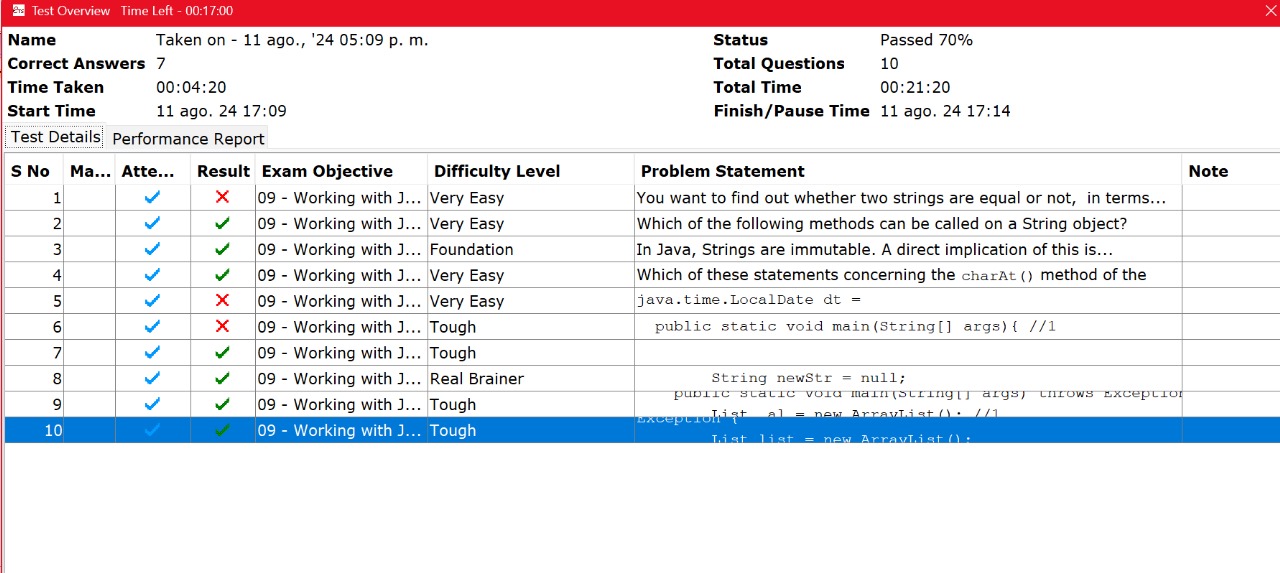 Test Overview Time Left - 00:17:00
Name Taken on - 11 ago., '24 05:09 p. m. Status Passed 70%
Correct Answers 7 Total Questions 10
Time Taken 00:04:20 Total Time 00:21:20
Start Time 11 ago. 24 17:09 Finish/Pause Time 11 ago. 24 17:14
Test Details Performance Report
S No Ma... Atte... Result Exam Objective Difficulty Level Problem Statement Note
1 09 - Working with J... Very Easy You want to find out whether two strings are equal or not, in terms...
2 09 - Working with J... Very Easy Which of the following methods can be called on a String object?
3 09 - Working with J... Foundation In Java, Strings are immutable. A direct implication of this is...
4 09 - Working with J... Very Easy Which of these statements concerning the charAt() method of the
5 09 - Working with J... Very Easy java.time.LocalDate dt =
6 09 - Working with J... Tough public static void main(String[] args){ //1
7 09 - Working with J... Tough
8 09 - Working with J... Real Brainer String newStr = null;
public static void main(String[] args) throws Exception
9 09 - Working with J... Tough List al = new ArrayList(); //1
Exception {
10 09 - Working with J... Tough List list = new ArrayList();